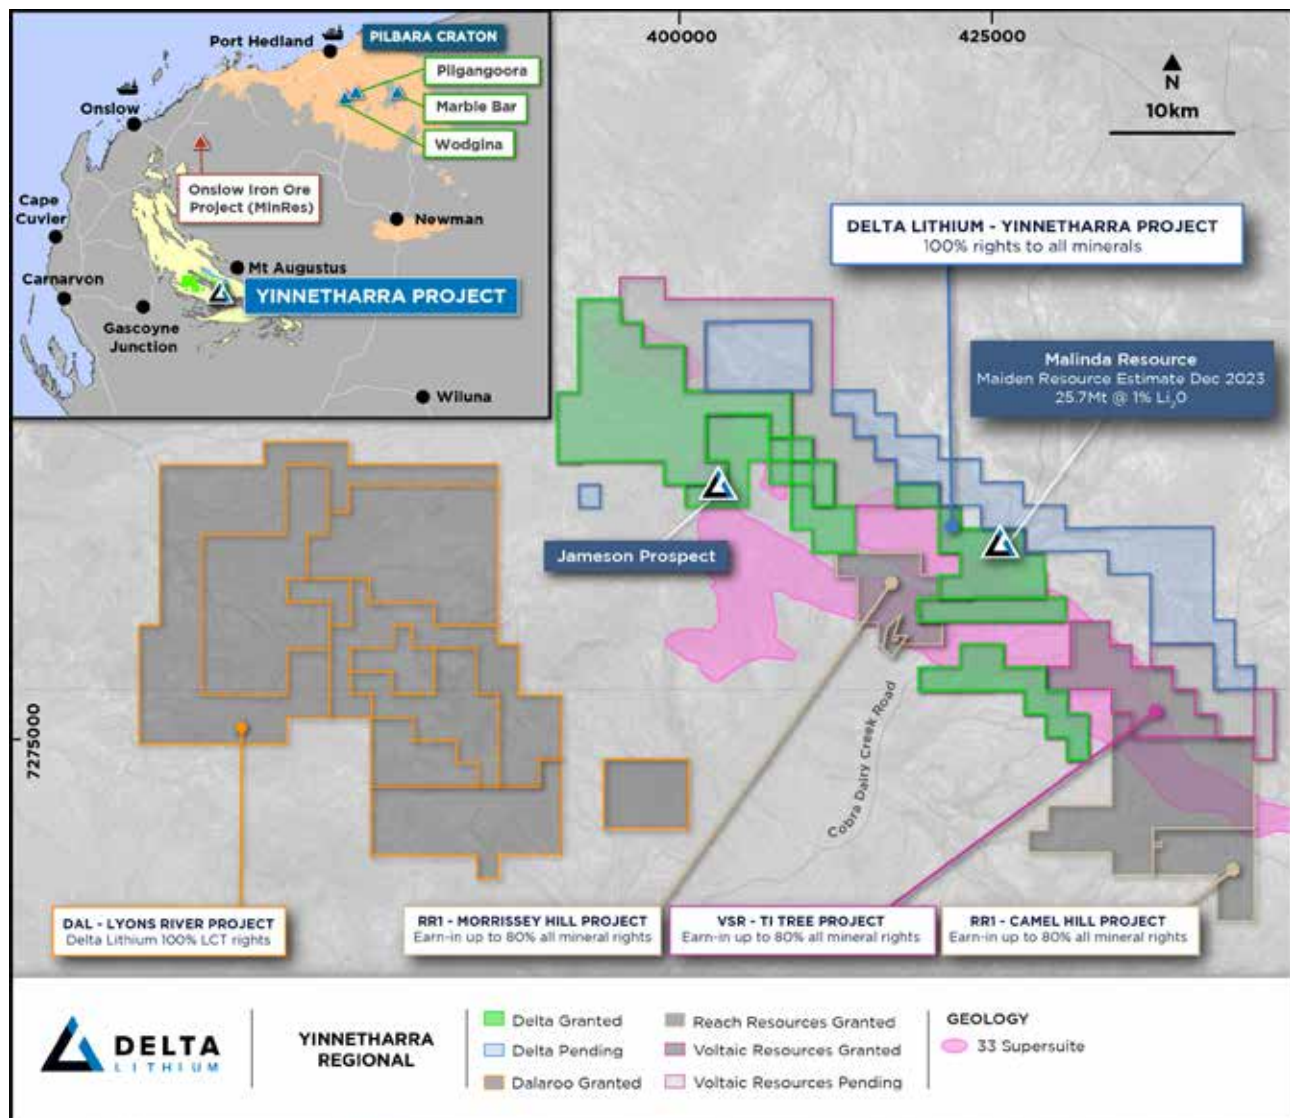 Port Hedland
PILBARA CRATON
Pilgangoora
Onslow
Marble Bar
Wodgina
Onslow Iron Ore
Project (MinRes)
Cape
Cuvier
Newman
Mt Augustus
Carnarvon
YINNETHARRA PROJECT
Gascoyne
Junction
Wiluna
400000
425000
N
10km
DELTA LITHIUM - YINNETHARRA PROJECT
100% rights to all minerals
Malinda Resource
Maiden Resource Estimate Dec 2023
25.7Mt @ 1% Li₂0
Jameson Prospect
7275000
Cobra Dairy Creek Road
DAL - LYONS RIVER PROJECT
Delta Lithium 100% LCT rights
RR1 - MORRISSEY HILL PROJECT
Earn-in up to 80% all mineral rights
VSR - TI TREE PROJECT
Earn-in up to 80% all mineral rights
RR1 - CAMEL HILL PROJECT
Earn-in up to 80% all mineral rights
DELTA
LITHIUM
YINNETHARRA
REGIONAL
Delta Granted
Delta Pending
Dalaroo Granted
Reach Resources Granted
Voltaic Resources Granted
Voltaic Resources Pending
GEOLOGY
33 Supersuite